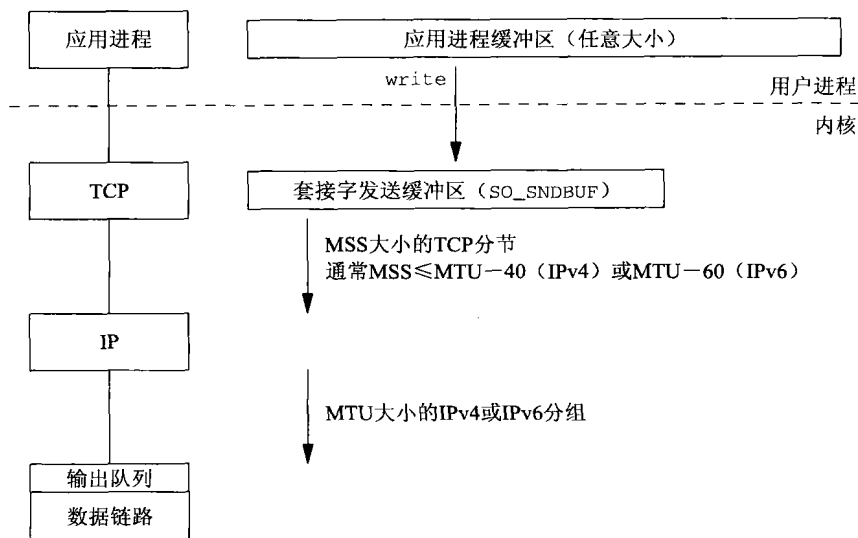 应用进程
应用进程缓冲区（任意大小）
write
用户进程
内核
TCP
套接字发送缓冲区（SO_SNDBUF）
MSS大小的TCP分节
通常MSS≤MTU－40（IPv4）或MTU－60（IPv6）
IP
MTU大小的IPv4或IPv6分组
输出队列
数据链路